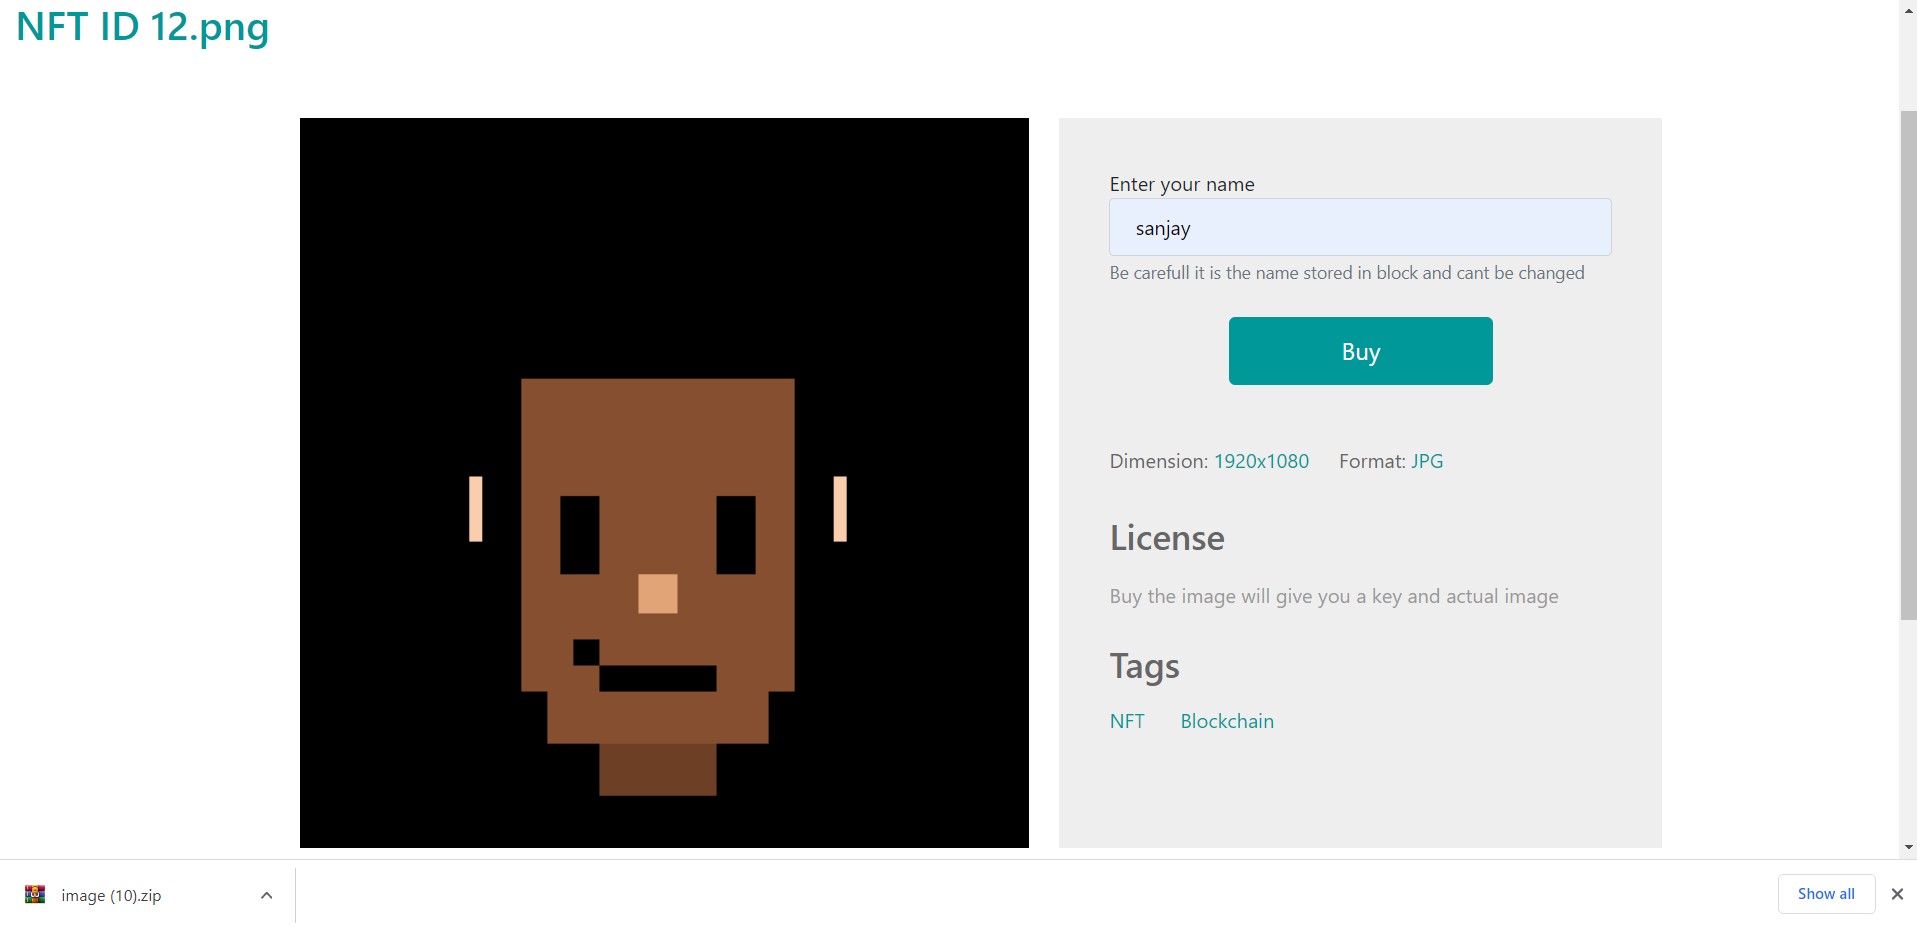 NFT ID 12.png
Enter your name
sanjay
Be carefull it is the name stored in block and cant be changed
Buy
Dimension: 1920x1080 Format: JPG
License
Buy the image will give you a key and actual image
Tags
NFT Blockchain
image (10).zip
Show all